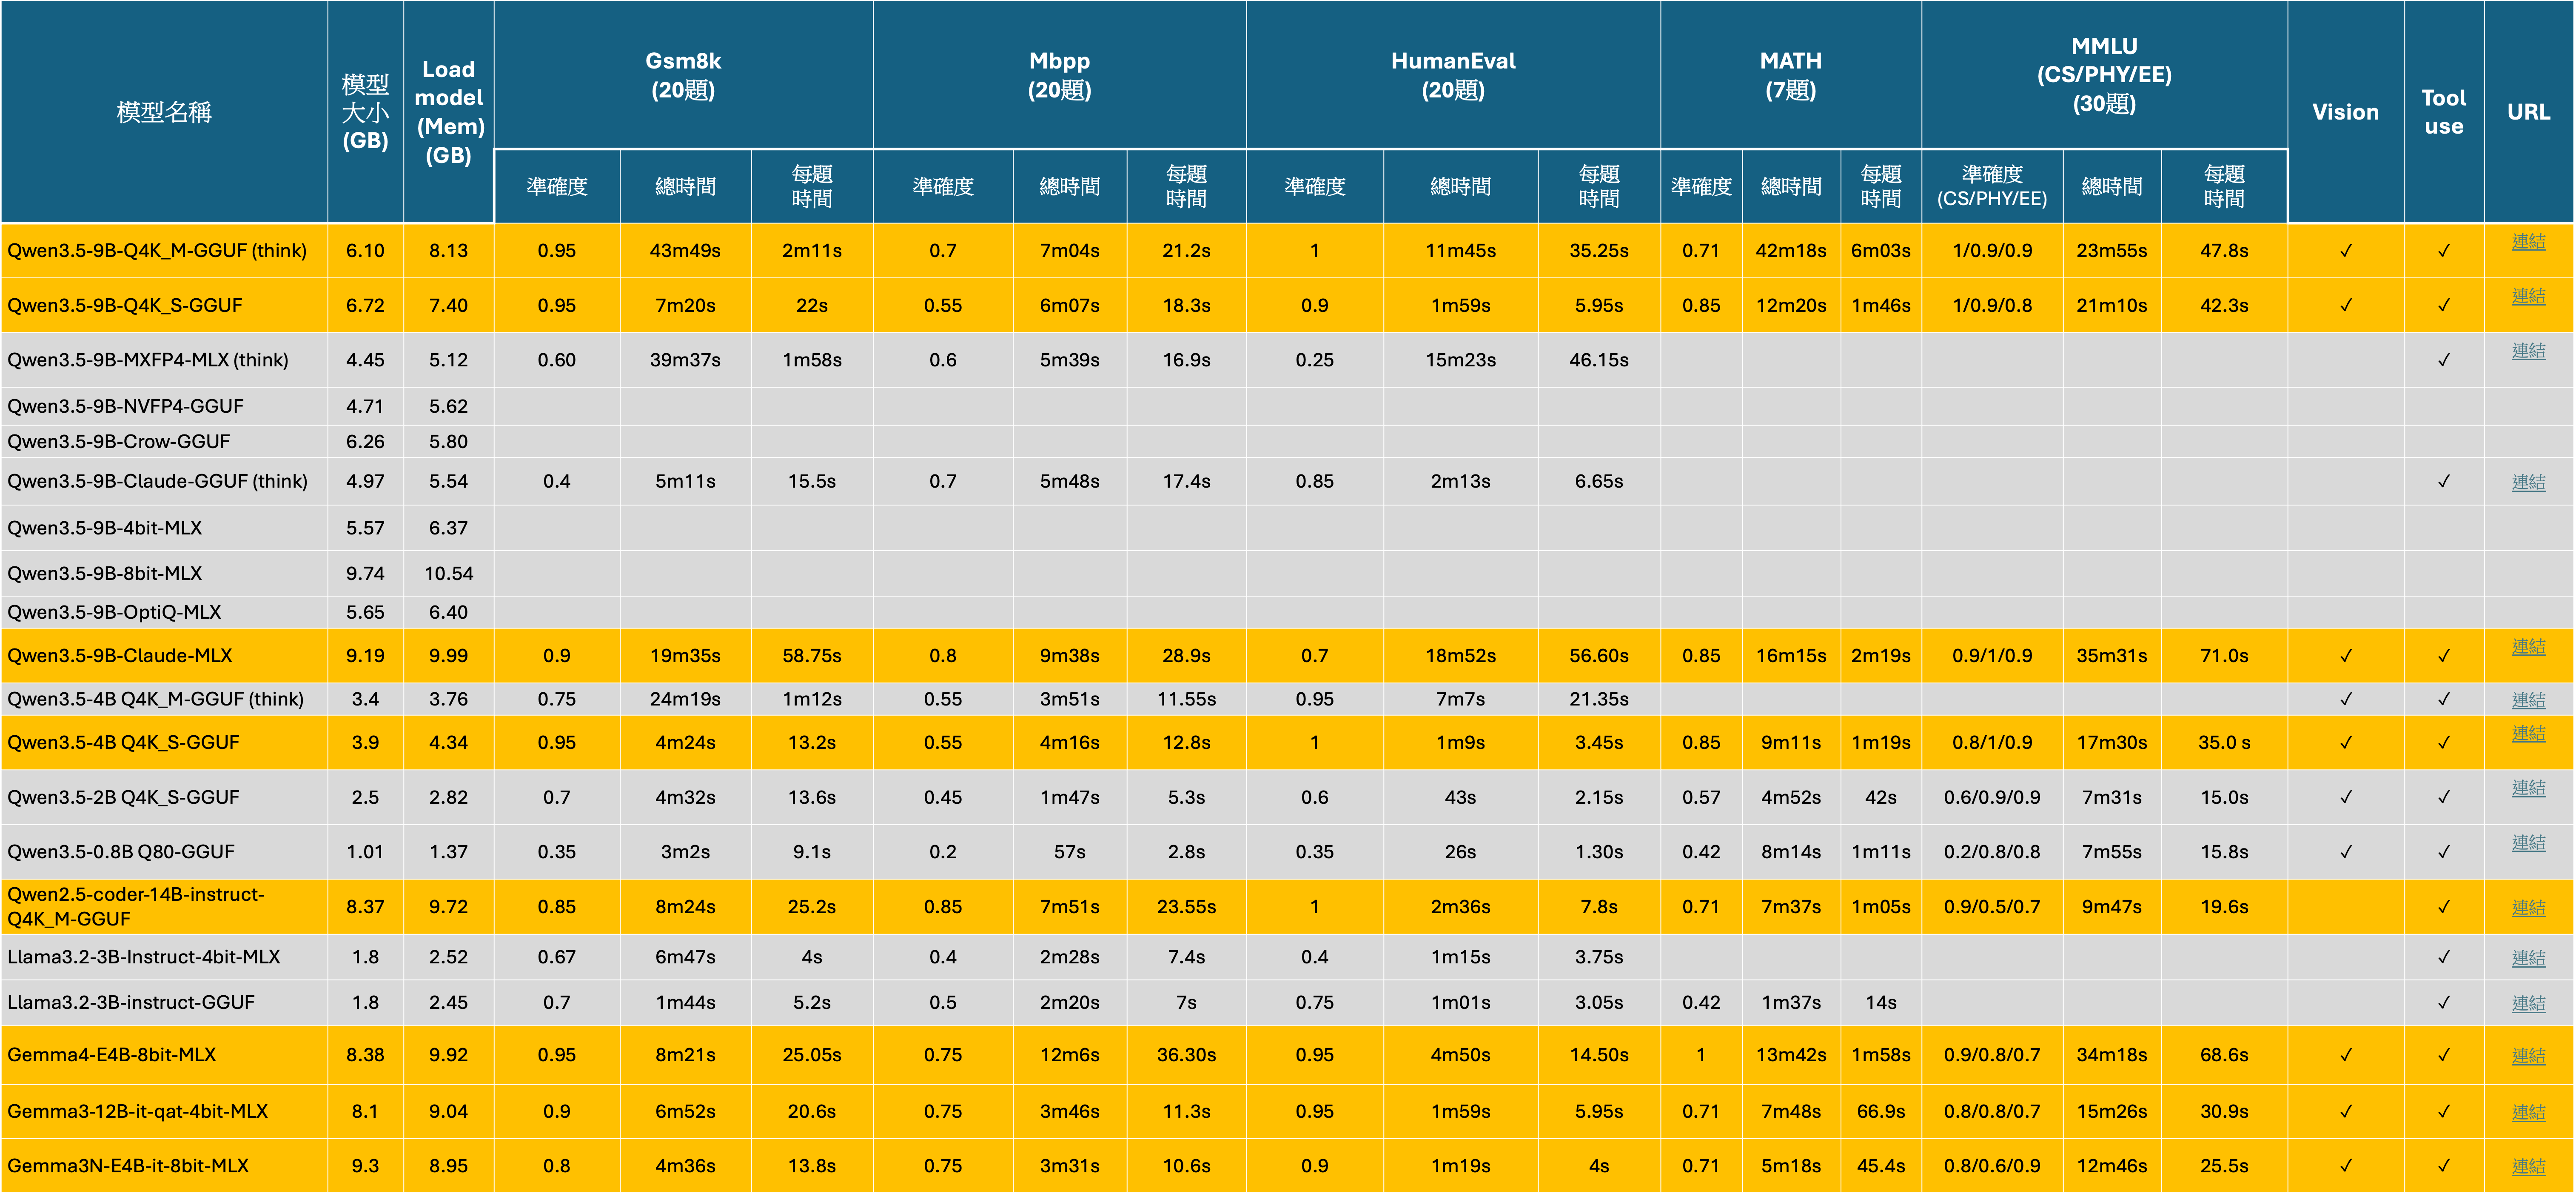 模型名稱
模型
大小
(GB)
Load
model
(Mem)
(GB)
Gsm8k
(20題)
Mbpp
(20題)
HumanEval
(20題)
MATH
(7題)
MMLU
(CS/PHY/EE)
(30題)
Vision
Tool
use
URL
準確度 總時間 每題
時間
準確度 總時間 每題
時間
準確度 總時間 每題
時間
準確度 總時間 每題
時間
準確度
(CS/PHY/EE)
總時間 每題
時間
Qwen3.5-9B-Q4K_M-GGUF (think) 6.10 8.13 0.95 43m49s 2m11s 0.7 7m04s 21.2s 1 11m45s 35.25s 0.71 42m18s 6m03s 1/0.9/0.9 23m55s 47.8s ✓ ✓ 連結
Qwen3.5-9B-Q4K_S-GGUF 6.72 7.40 0.95 7m20s 22s 0.55 6m07s 18.3s 0.9 1m59s 5.95s 0.85 12m20s 1m46s 1/0.9/0.8 21m10s 42.3s ✓ ✓ 連結
Qwen3.5-9B-MXFP4-MLX (think) 4.45 5.12 0.60 39m37s 1m58s 0.6 5m39s 16.9s 0.25 15m23s 46.15s ✓ 連結
Qwen3.5-9B-NVFP4-GGUF 4.71 5.62
Qwen3.5-9B-Crow-GGUF 6.26 5.80
Qwen3.5-9B-Claude-GGUF (think) 4.97 5.54 0.4 5m11s 15.5s 0.7 5m48s 17.4s 0.85 2m13s 6.65s ✓ 連結
Qwen3.5-9B-4bit-MLX 5.57 6.37
Qwen3.5-9B-8bit-MLX 9.74 10.54
Qwen3.5-9B-OptiQ-MLX 5.65 6.40
Qwen3.5-9B-Claude-MLX 9.19 9.99 0.9 19m35s 58.75s 0.8 9m38s 28.9s 0.7 18m52s 56.60s 0.85 16m15s 2m19s 0.9/1/0.9 35m31s 71.0s ✓ ✓ 連結
Qwen3.5-4B Q4K_M-GGUF (think) 3.4 3.76 0.75 24m19s 1m12s 0.55 3m51s 11.55s 0.95 7m7s 21.35s ✓ ✓ 連結
Qwen3.5-4B Q4K_S-GGUF 3.9 4.34 0.95 4m24s 13.2s 0.55 4m16s 12.8s 1 1m9s 3.45s 0.85 9m11s 1m19s 0.8/1/0.9 17m30s 35.0 s ✓ ✓ 連結
Qwen3.5-2B Q4K_S-GGUF 2.5 2.82 0.7 4m32s 13.6s 0.45 1m47s 5.3s 0.6 43s 2.15s 0.57 4m52s 42s 0.6/0.9/0.9 7m31s 15.0s ✓ ✓ 連結
Qwen3.5-0.8B Q80-GGUF 1.01 1.37 0.35 3m2s 9.1s 0.2 57s 2.8s 0.35 26s 1.30s 0.42 8m14s 1m11s 0.2/0.8/0.8 7m55s 15.8s ✓ ✓ 連結
Qwen2.5-coder-14B-instruct-
Q4K_M-GGUF 8.37 9.72 0.85 8m24s 25.2s 0.85 7m51s 23.55s 1 2m36s 7.8s 0.71 7m37s 1m05s 0.9/0.5/0.7 9m47s 19.6s ✓ 連結
Llama3.2-3B-Instruct-4bit-MLX 1.8 2.52 0.67 6m47s 4s 0.4 2m28s 7.4s 0.4 1m15s 3.75s ✓ 連結
Llama3.2-3B-instruct-GGUF 1.8 2.45 0.7 1m44s 5.2s 0.5 2m20s 7s 0.75 1m01s 3.05s 0.42 1m37s 14s ✓ 連結
Gemma4-E4B-8bit-MLX 8.38 9.92 0.95 8m21s 25.05s 0.75 12m6s 36.30s 0.95 4m50s 14.50s 1 13m42s 1m58s 0.9/0.8/0.7 34m18s 68.6s ✓ ✓ 連結
Gemma3-12B-it-qat-4bit-MLX 8.1 9.04 0.9 6m52s 20.6s 0.75 3m46s 11.3s 0.95 1m59s 5.95s 0.71 7m48s 66.9s 0.8/0.8/0.7 15m26s 30.9s ✓ ✓ 連結
Gemma3N-E4B-it-8bit-MLX 9.3 8.95 0.8 4m36s 13.8s 0.75 3m31s 10.6s 0.9 1m19s 4s 0.71 5m18s 45.4s 0.8/0.6/0.9 12m46s 25.5s ✓ ✓ 連結